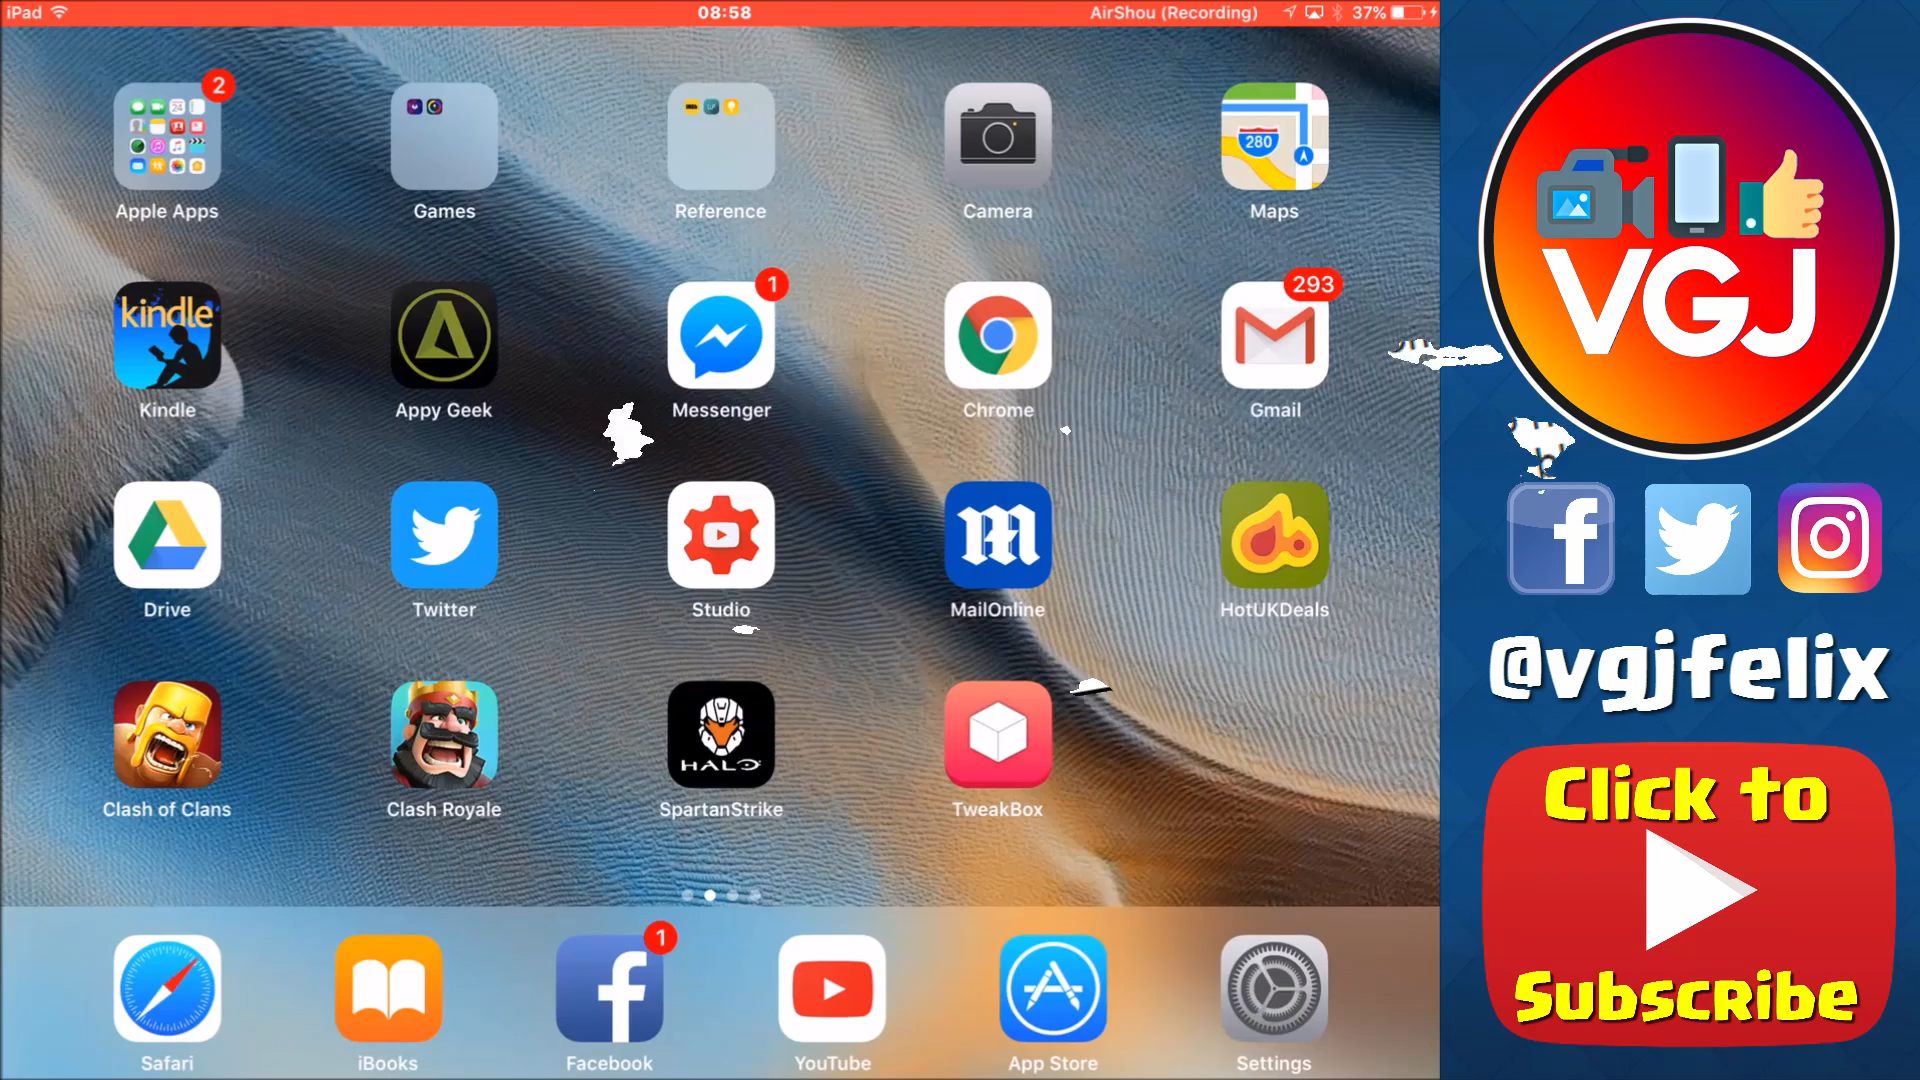 iPad 08:58 AirShou (Recording) 37%
2
Apple Apps Games Reference Camera Maps
280
kindle 1 293
Kindle Appy Geek Messenger Chrome Gmail
Drive Twitter Studio MailOnline HotUKDeals
HALO
Clash of Clans Clash Royale SpartanStrike TweakBox
1
Safari iBooks Facebook YouTube App Store Settings
VGJ
@vgjfelix
Click to
Subscribe